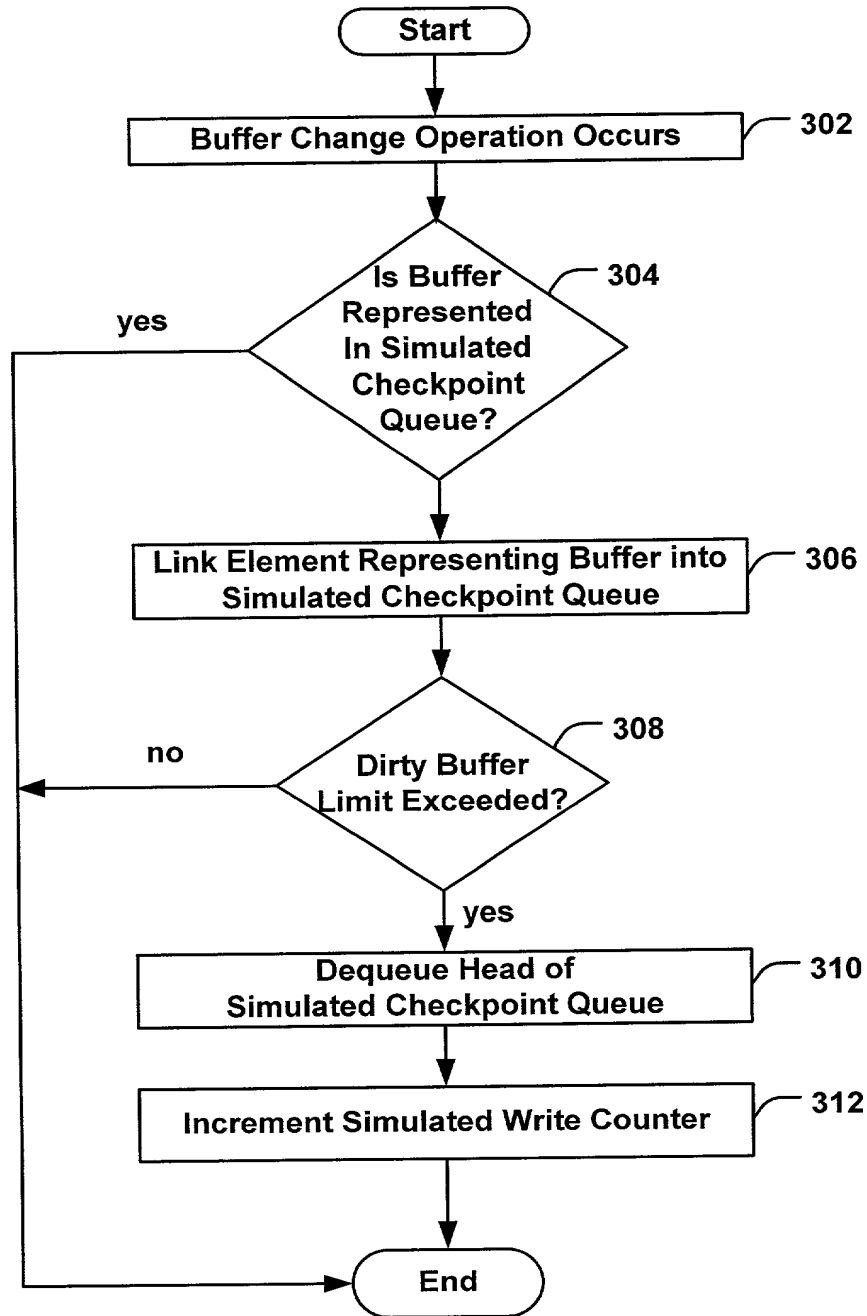 Start
Buffer Change Operation Occurs
302
Is Buffer
Represented
In Simulated
Checkpoint
Queue?
304
yes
Link Element Representing Buffer into
Simulated Checkpoint Queue
306
Dirty Buffer
Limit Exceeded?
308
no
yes
Dequeue Head of
Simulated Checkpoint Queue
310
Increment Simulated Write Counter
312
End